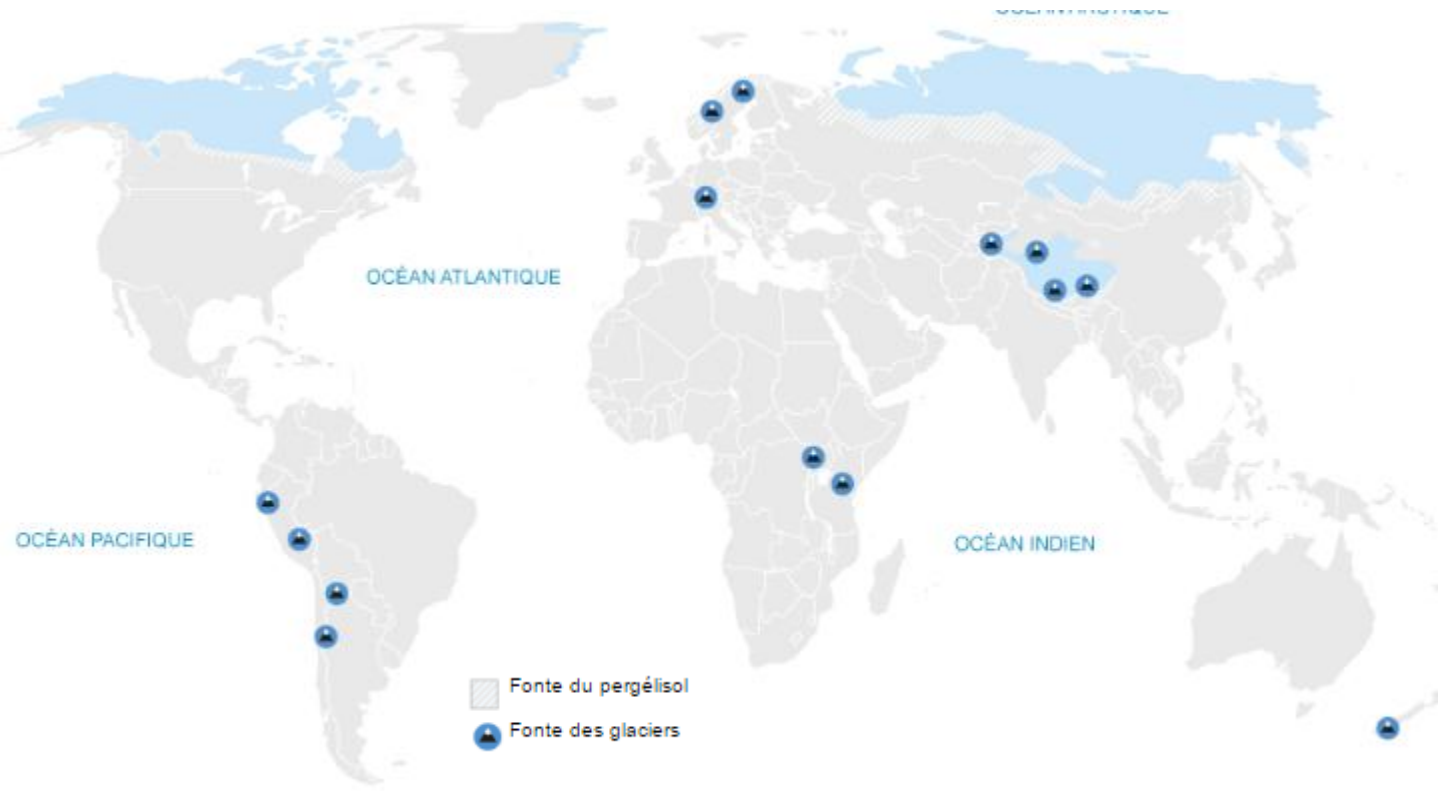 OCÉAN ATLANTIQUE
OCÉAN PACIFIQUE
OCÉAN INDIEN
Fonte du pergélisol
Fonte des glaciers